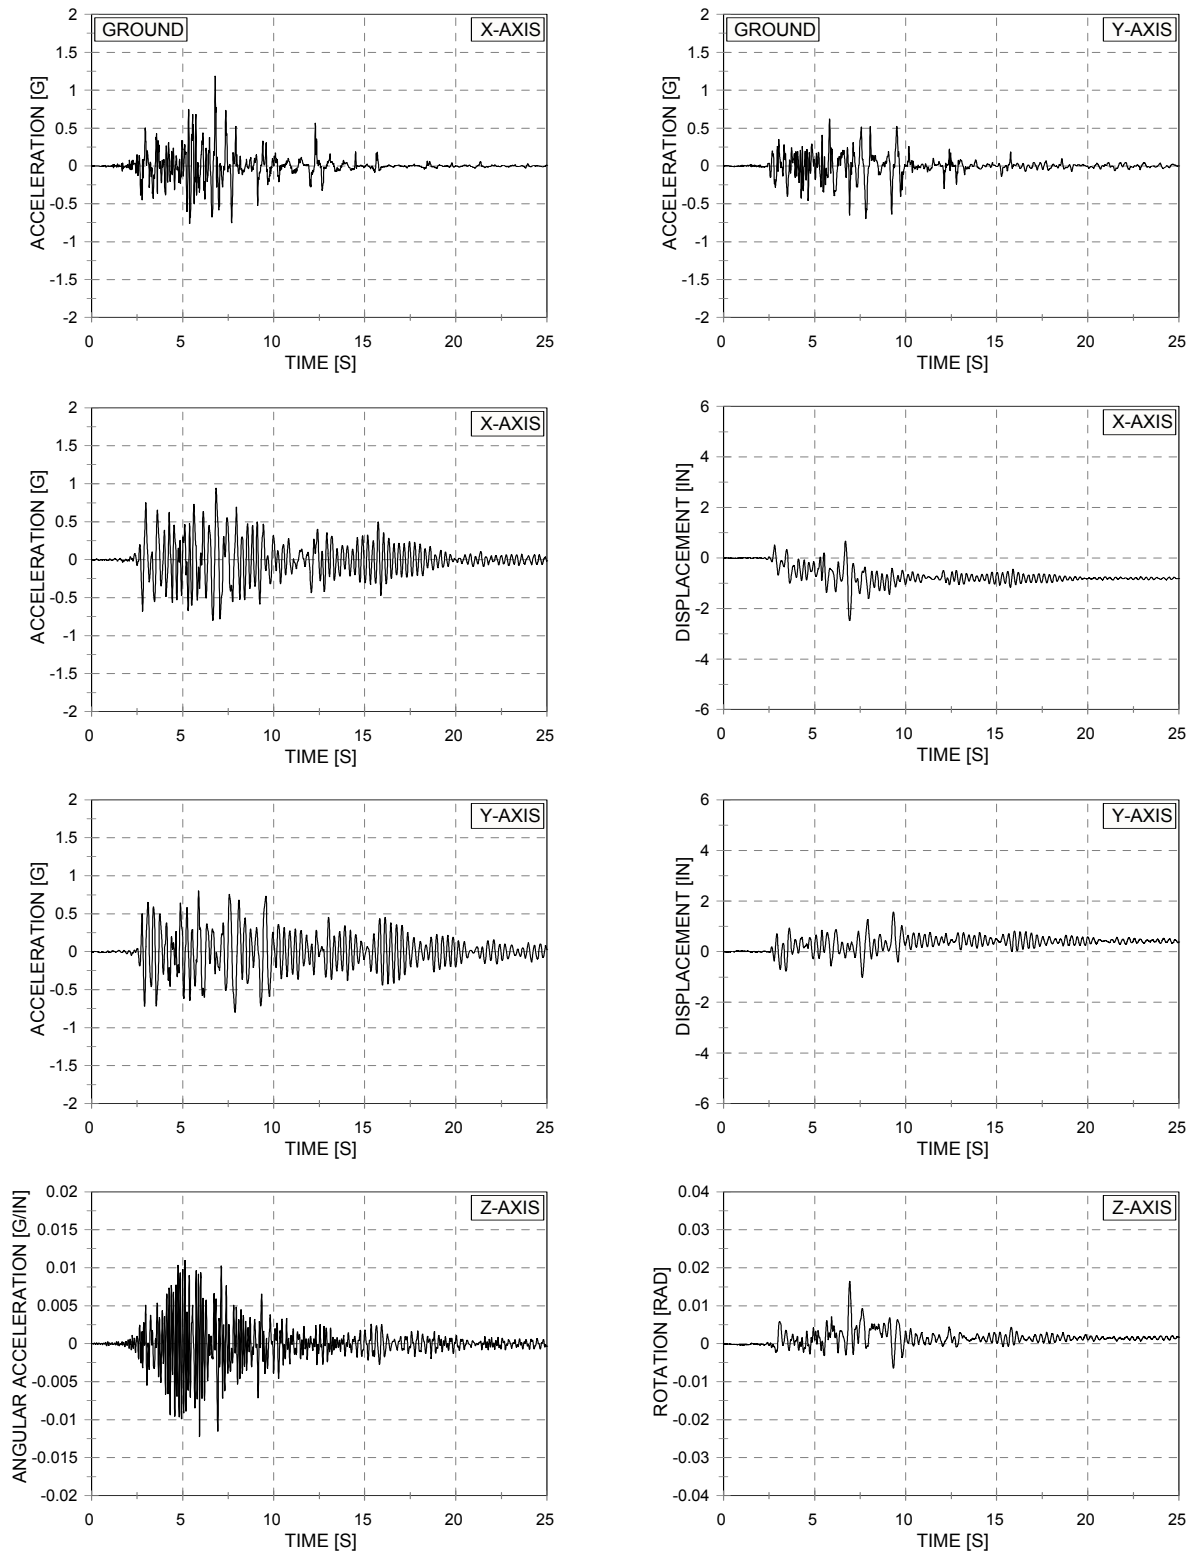 GROUND
X-AXIS
2
1.5
1
0.5
0
-0.5
-1
-1.5
-2
ACCELERATION [G]
0 5 10 15 20 25
TIME [S]
GROUND
Y-AXIS
2
1.5
1
0.5
0
-0.5
-1
-1.5
-2
ACCELERATION [G]
0 5 10 15 20 25
TIME [S]
X-AXIS
2
1.5
1
0.5
0
-0.5
-1
-1.5
-2
ACCELERATION [G]
0 5 10 15 20 25
TIME [S]
X-AXIS
6
4
2
0
-2
-4
-6
DISPLACEMENT [IN]
0 5 10 15 20 25
TIME [S]
Y-AXIS
2
1.5
1
0.5
0
-0.5
-1
-1.5
-2
ACCELERATION [G]
0 5 10 15 20 25
TIME [S]
Y-AXIS
6
4
2
0
-2
-4
-6
DISPLACEMENT [IN]
0 5 10 15 20 25
TIME [S]
Z-AXIS
0.02
0.015
0.01
0.005
0
-0.005
-0.01
-0.015
-0.02
ANGULAR ACCELERATION [G/IN]
0 5 10 15 20 25
TIME [S]
Z-AXIS
0.04
0.03
0.02
0.01
0
-0.01
-0.02
-0.03
-0.04
ROTATION [RAD]
0 5 10 15 20 25
TIME [S]